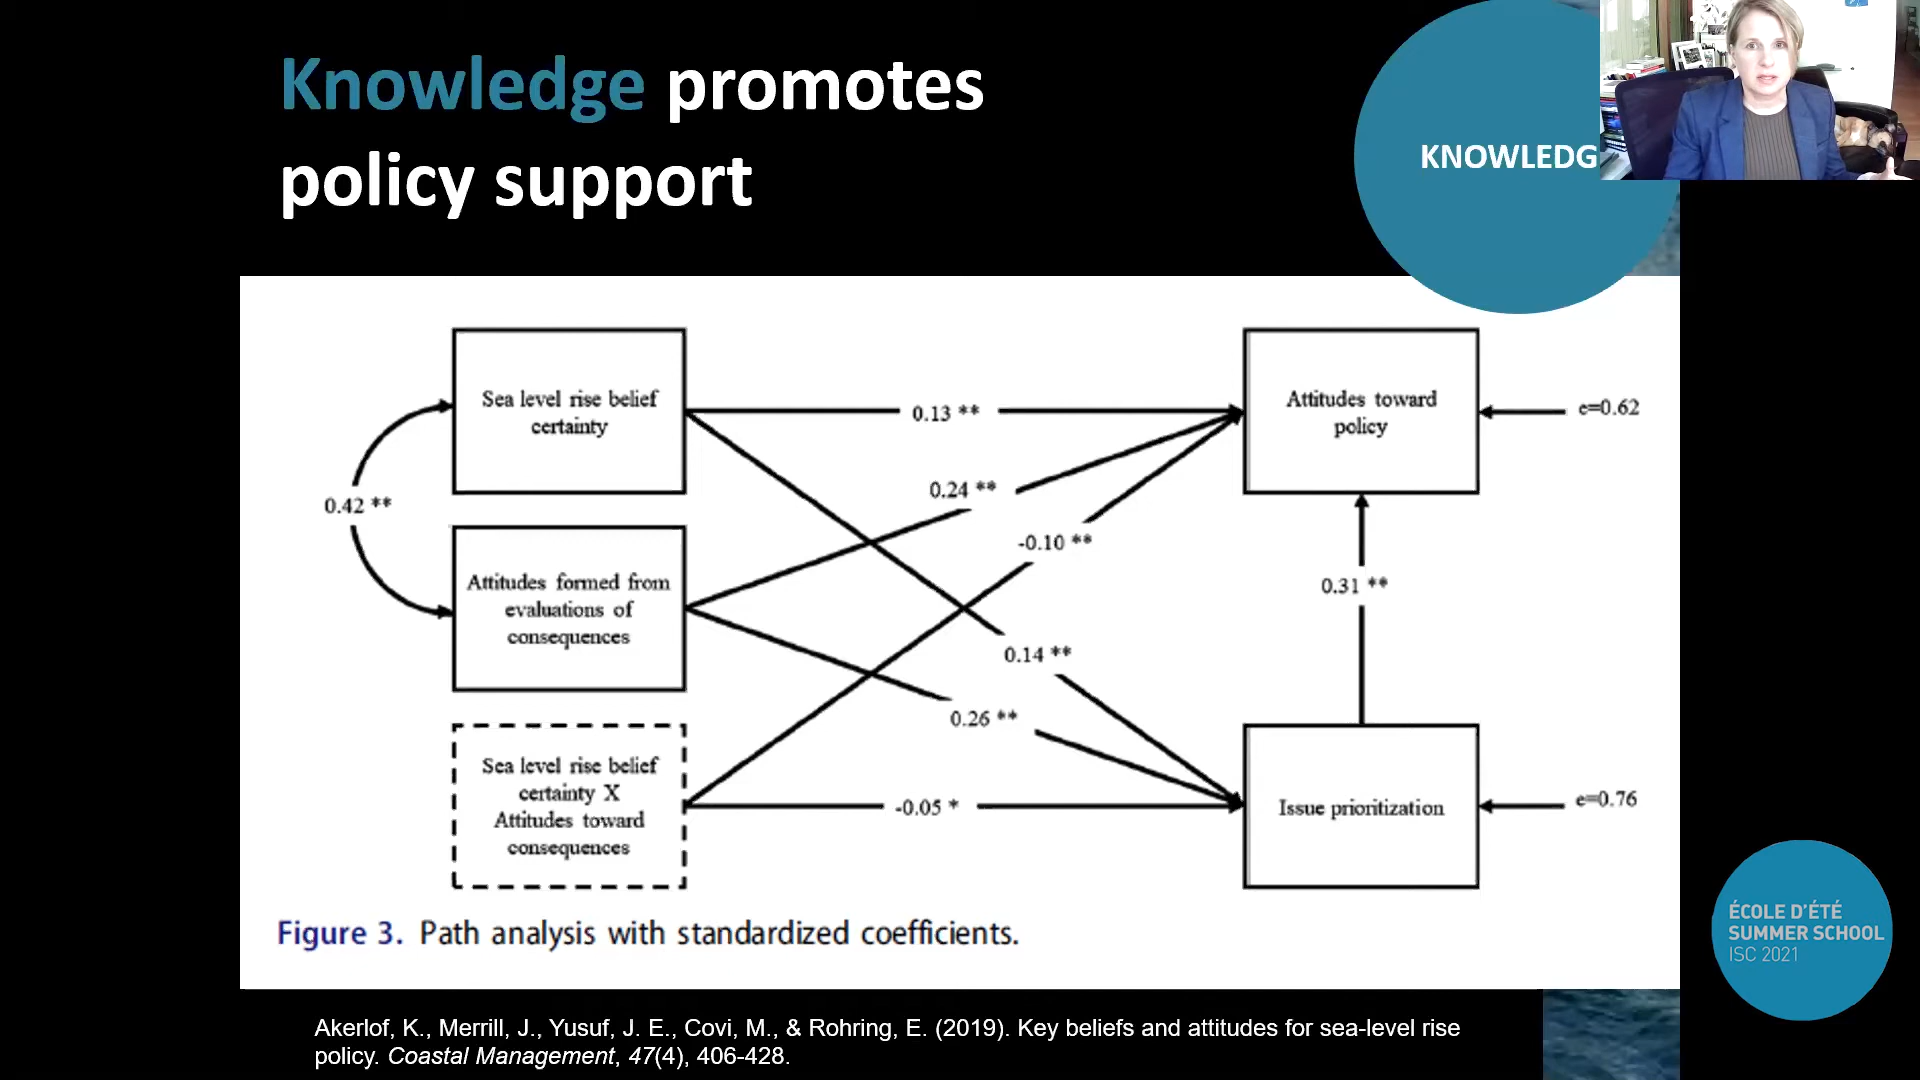 Knowledge promotes
policy support
KNOWLEDG
Sea level rise belief
certainty
0.13 **
Attitudes toward
policy
e=0.62
0.24 **
0.42 **
-0.10 **
Attitudes formed from
evaluations of
consequences
0.31 **
0.14 **
0.26 **
Sea level rise belief
certainty X
Attitudes toward
consequences
-0.05 *
Issue prioritization
e=0.76
Figure 3. Path analysis with standardized coefficients.
ÉCOLE D'ÉTÉ
SUMMER SCHOOL
ISC 2021
Akerlof, K., Merrill, J., Yusuf, J. E., Covi, M., & Rohring, E. (2019). Key beliefs and attitudes for sea-level rise
policy. Coastal Management, 47(4), 406-428.